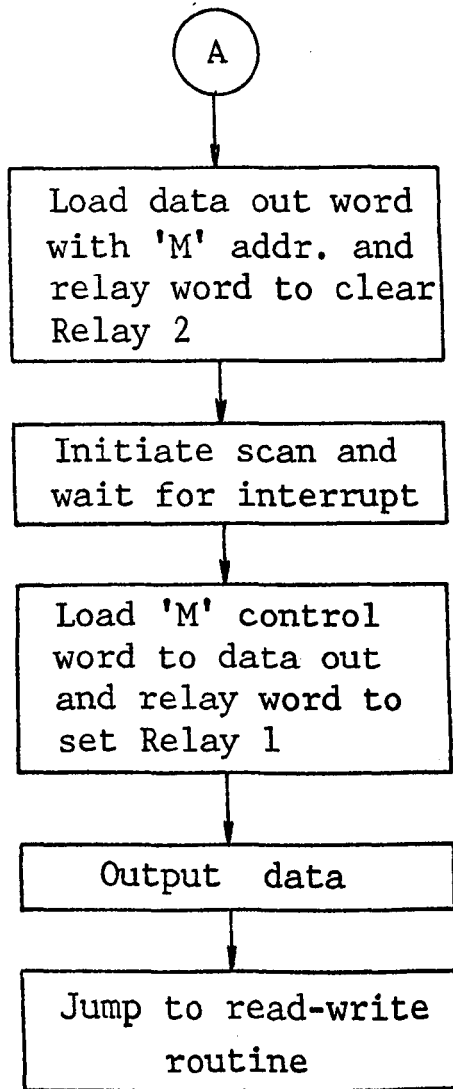 A
Load data out word
with 'M' addr. and
relay word to clear
Relay 2
Initiate scan and
wait for interrupt
Load 'M' control
word to data out
and relay word to
set Relay 1
Output data
Jump to read-write
routine